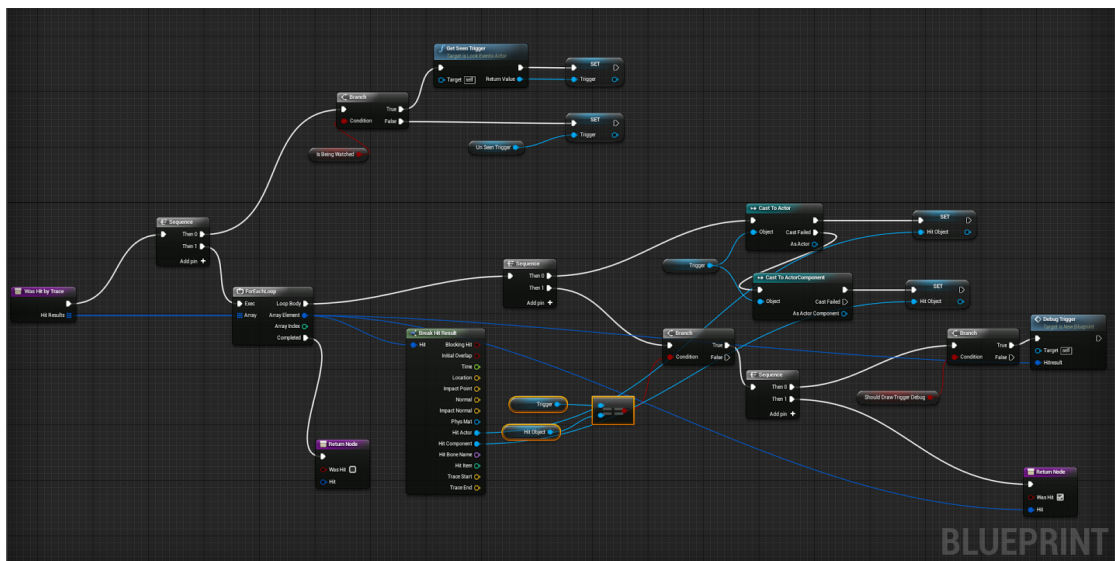 Get Seen Trigger
Target is Look Events Actor
Target self
Return Value
SET
Trigger
Branch
True
Condition
False
SET
Trigger
Un Seen Trigger
Is Being Watched
Sequence
Then 0
Then 1
Add pin +
Cast To Actor
Object
Cast Failed
As Actor
SET
Hit Object
Sequence
Then 0
Then 1
Add pin +
Trigger
Cast To ActorComponent
Object
Cast Failed
As Actor Component
SET
Hit Object
Was Hit by Trace
Hit Results
ForEachLoop
Exec
Loop Body
Array
Array Element
Array Index
Completed
Break Hit Result
Hit
Blocking Hit
Initial Overlap
Time
Location
Impact Point
Normal
Impact Normal
Phys Mat
Hit Actor
Hit Component
Hit Bone Name
Hit Item
Trace Start
Trace End
Trigger
Hit Object
==
Branch
True
Condition
False
Sequence
Then 0
Then 1
Add pin +
Branch
True
Condition
False
Should Draw Trigger Debug
Debug Trigger
Target is New Blueprint
Target self
Hitresult
Return Node
Was Hit
Hit
Return Node
Was Hit
Hit
BLUEPRINT